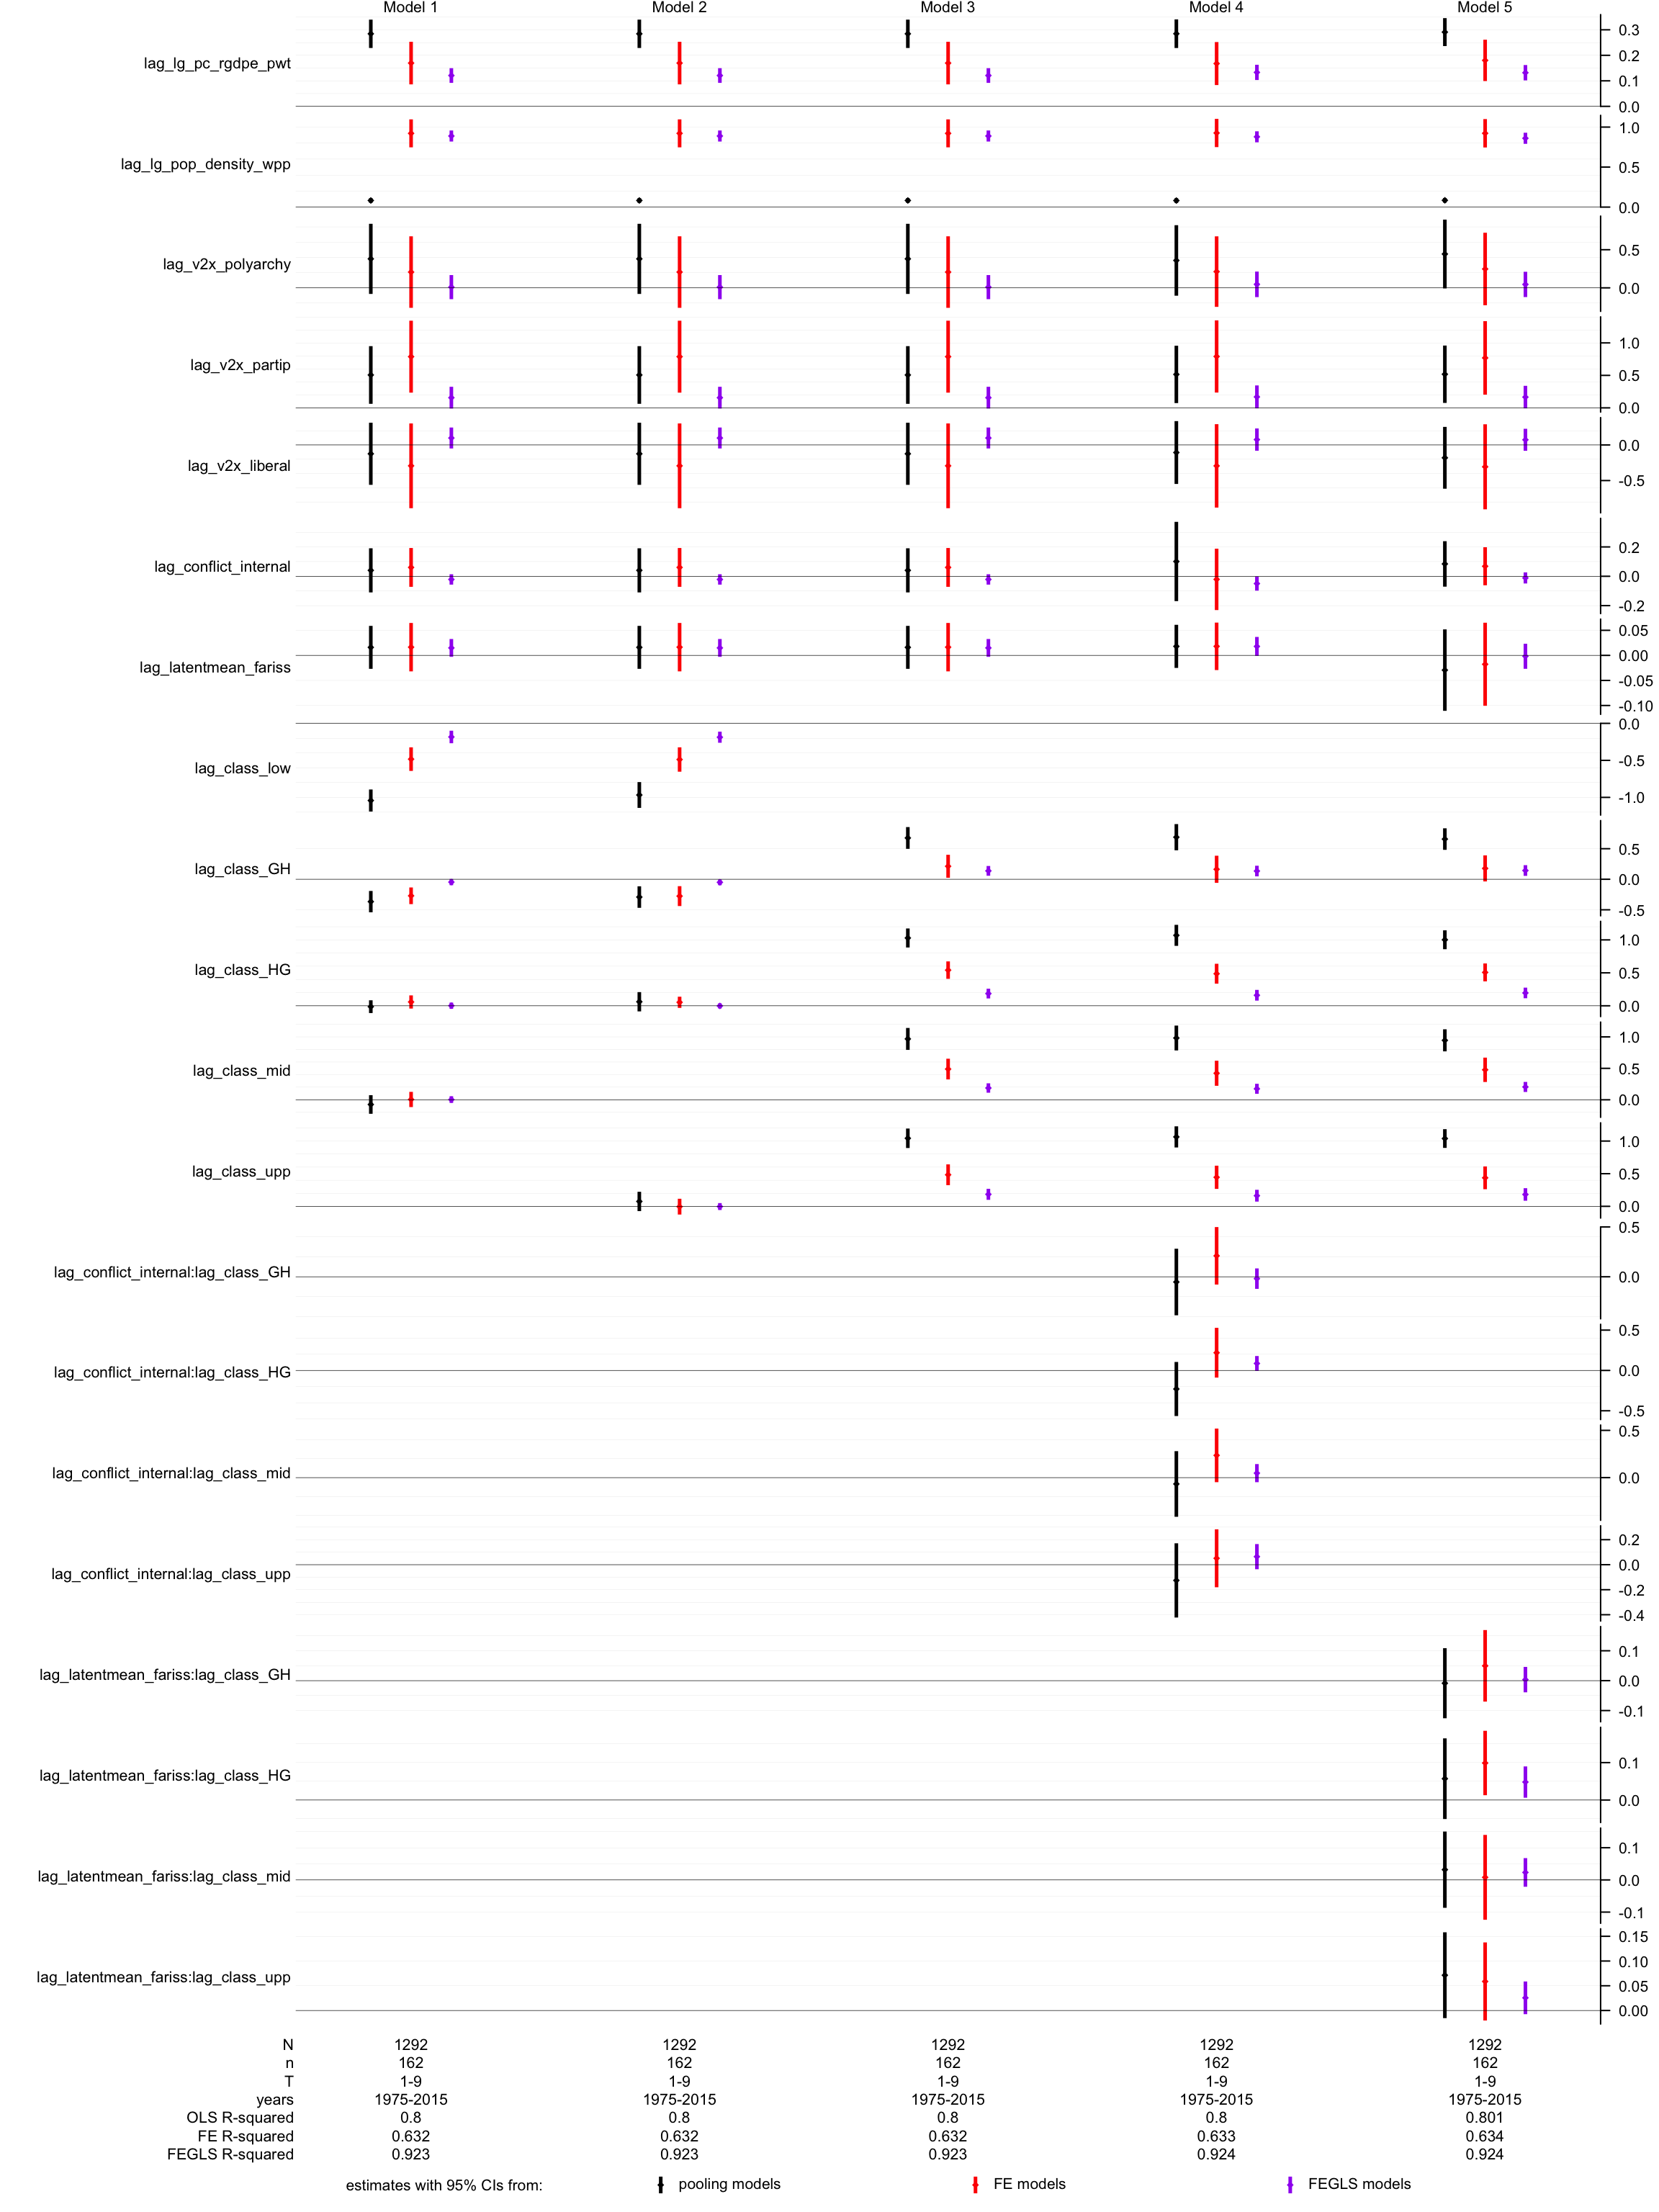 Model 1 Model 2 Model 3 Model 4 Model 5
lag_lg_pc_rgdpe_pwt
0.3
0.2
0.1
0.0
lag_lg_pop_density_wpp
1.0
0.5
0.0
lag_v2x_polyarchy
0.5
0.0
lag_v2x_partip
1.0
0.5
0.0
lag_v2x_liberal
0.0
-0.5
lag_conflict_internal
0.2
0.0
-0.2
lag_latentmean_fariss
0.05
0.00
-0.05
-0.10
lag_class_low
0.0
-0.5
-1.0
lag_class_GH
0.5
0.0
-0.5
lag_class_HG
1.0
0.5
0.0
lag_class_mid
1.0
0.5
0.0
lag_class_upp
1.0
0.5
0.0
lag_conflict_internal:lag_class_GH
0.5
0.0
lag_conflict_internal:lag_class_HG
0.5
0.0
-0.5
lag_conflict_internal:lag_class_mid
0.5
0.0
lag_conflict_internal:lag_class_upp
0.2
0.0
-0.2
-0.4
lag_latentmean_fariss:lag_class_GH
0.1
0.0
-0.1
lag_latentmean_fariss:lag_class_HG
0.1
0.0
lag_latentmean_fariss:lag_class_mid
0.1
0.0
-0.1
lag_latentmean_fariss:lag_class_upp
0.15
0.10
0.05
0.00
N 1292 1292 1292 1292 1292
n 162 162 162 162 162
T 1-9 1-9 1-9 1-9 1-9
years 1975-2015 1975-2015 1975-2015 1975-2015 1975-2015
OLS R-squared 0.8 0.8 0.8 0.8 0.801
FE R-squared 0.632 0.632 0.632 0.633 0.634
FEGLS R-squared 0.923 0.923 0.923 0.924 0.924
estimates with 95% CIs from: pooling models FE models FEGLS models